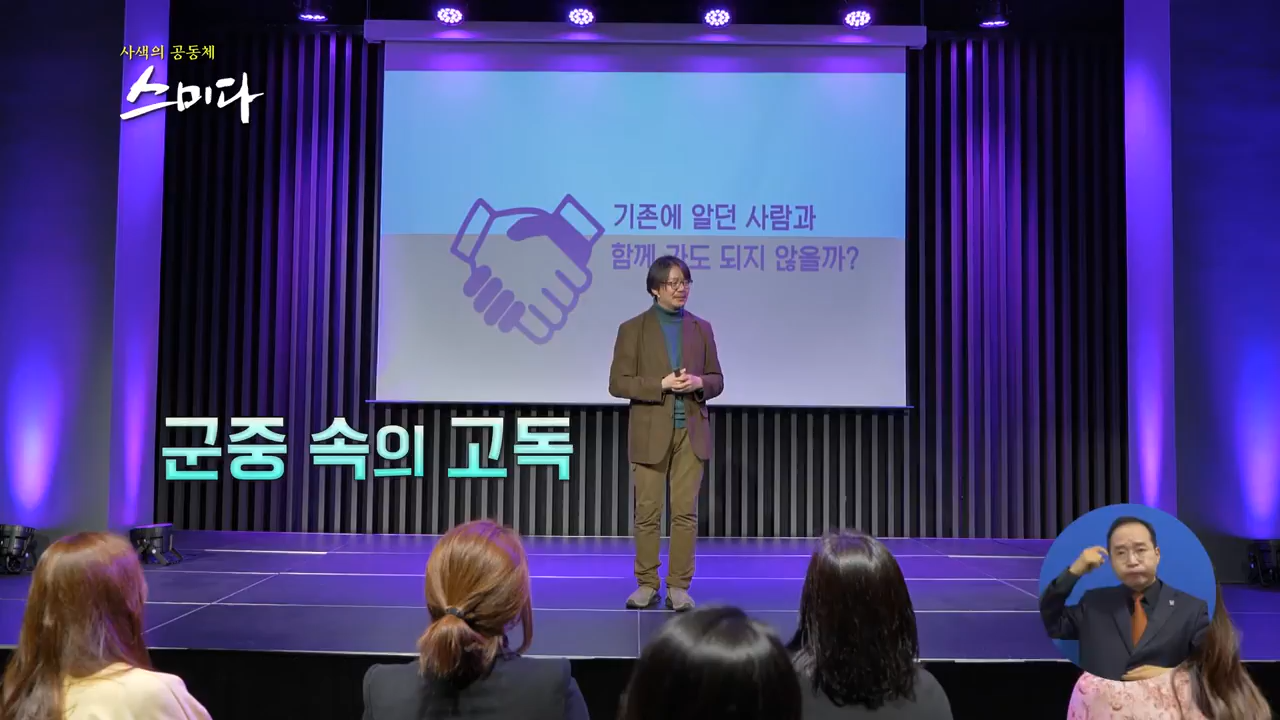 사색의 공동체
스미다
기존에 알던 사람과
함께 가도 되지 않을까?
군중 속의 고독